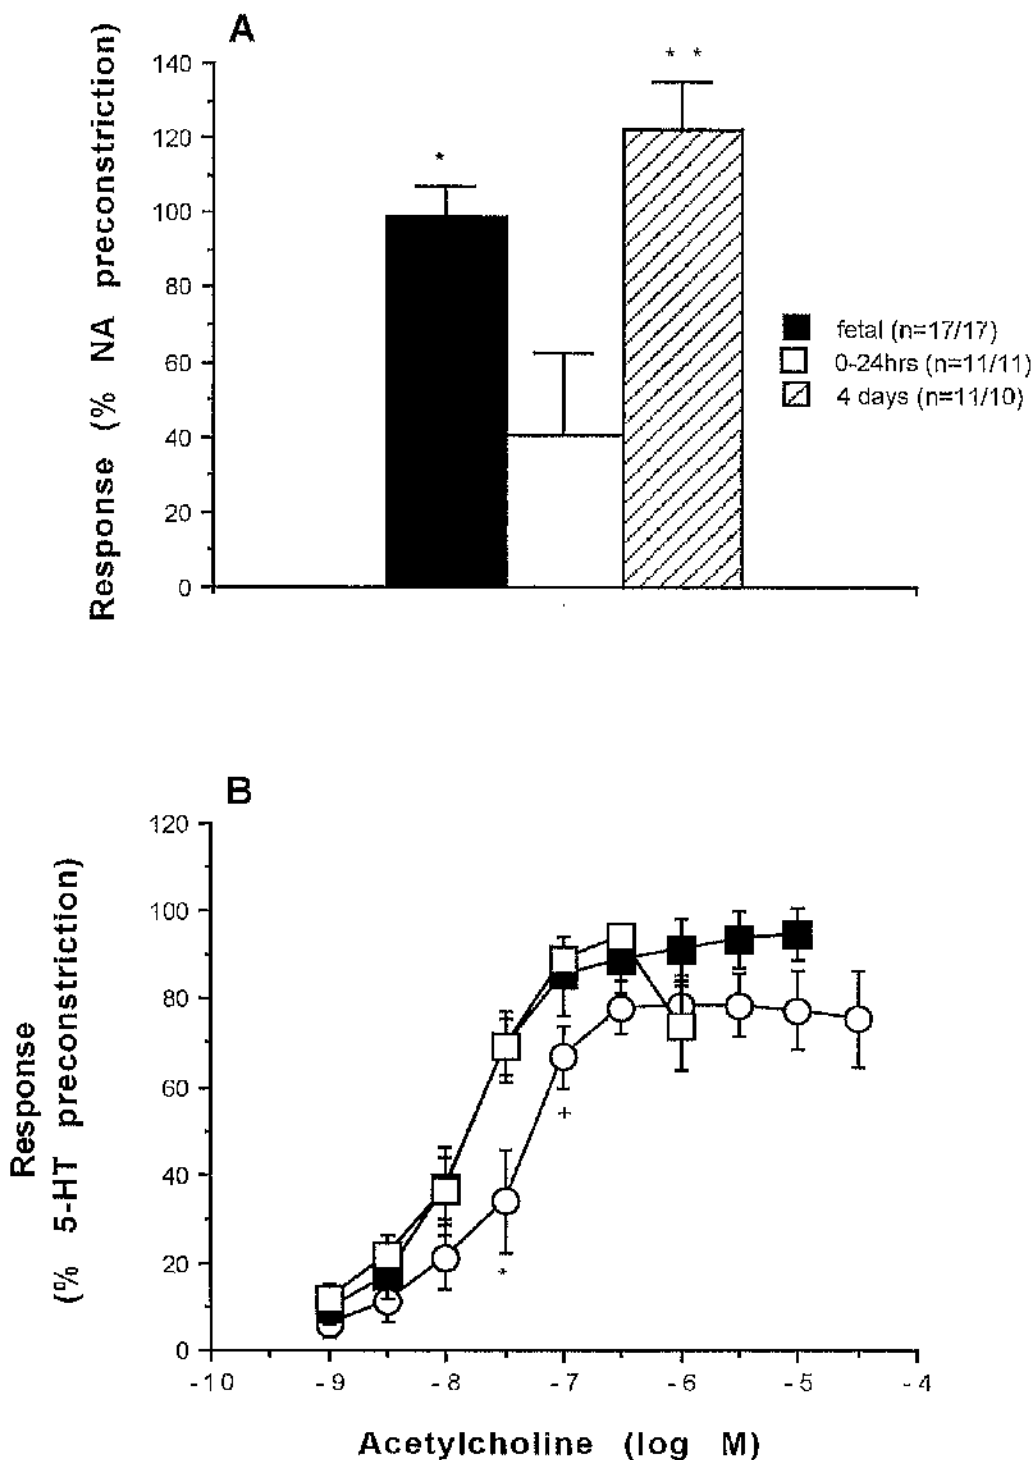 A
Response (% NA preconstriction)
140
120
100
80
60
40
20
0
*
* *
fetal (n=17/17)
0-24hrs (n=11/11)
4 days (n=11/10)
B
Response
(% 5-HT preconstriction)
120
100
80
60
40
20
0
+
*
-10
-9
-8
-7
-6
-5
-4
Acetylcholine (log M)